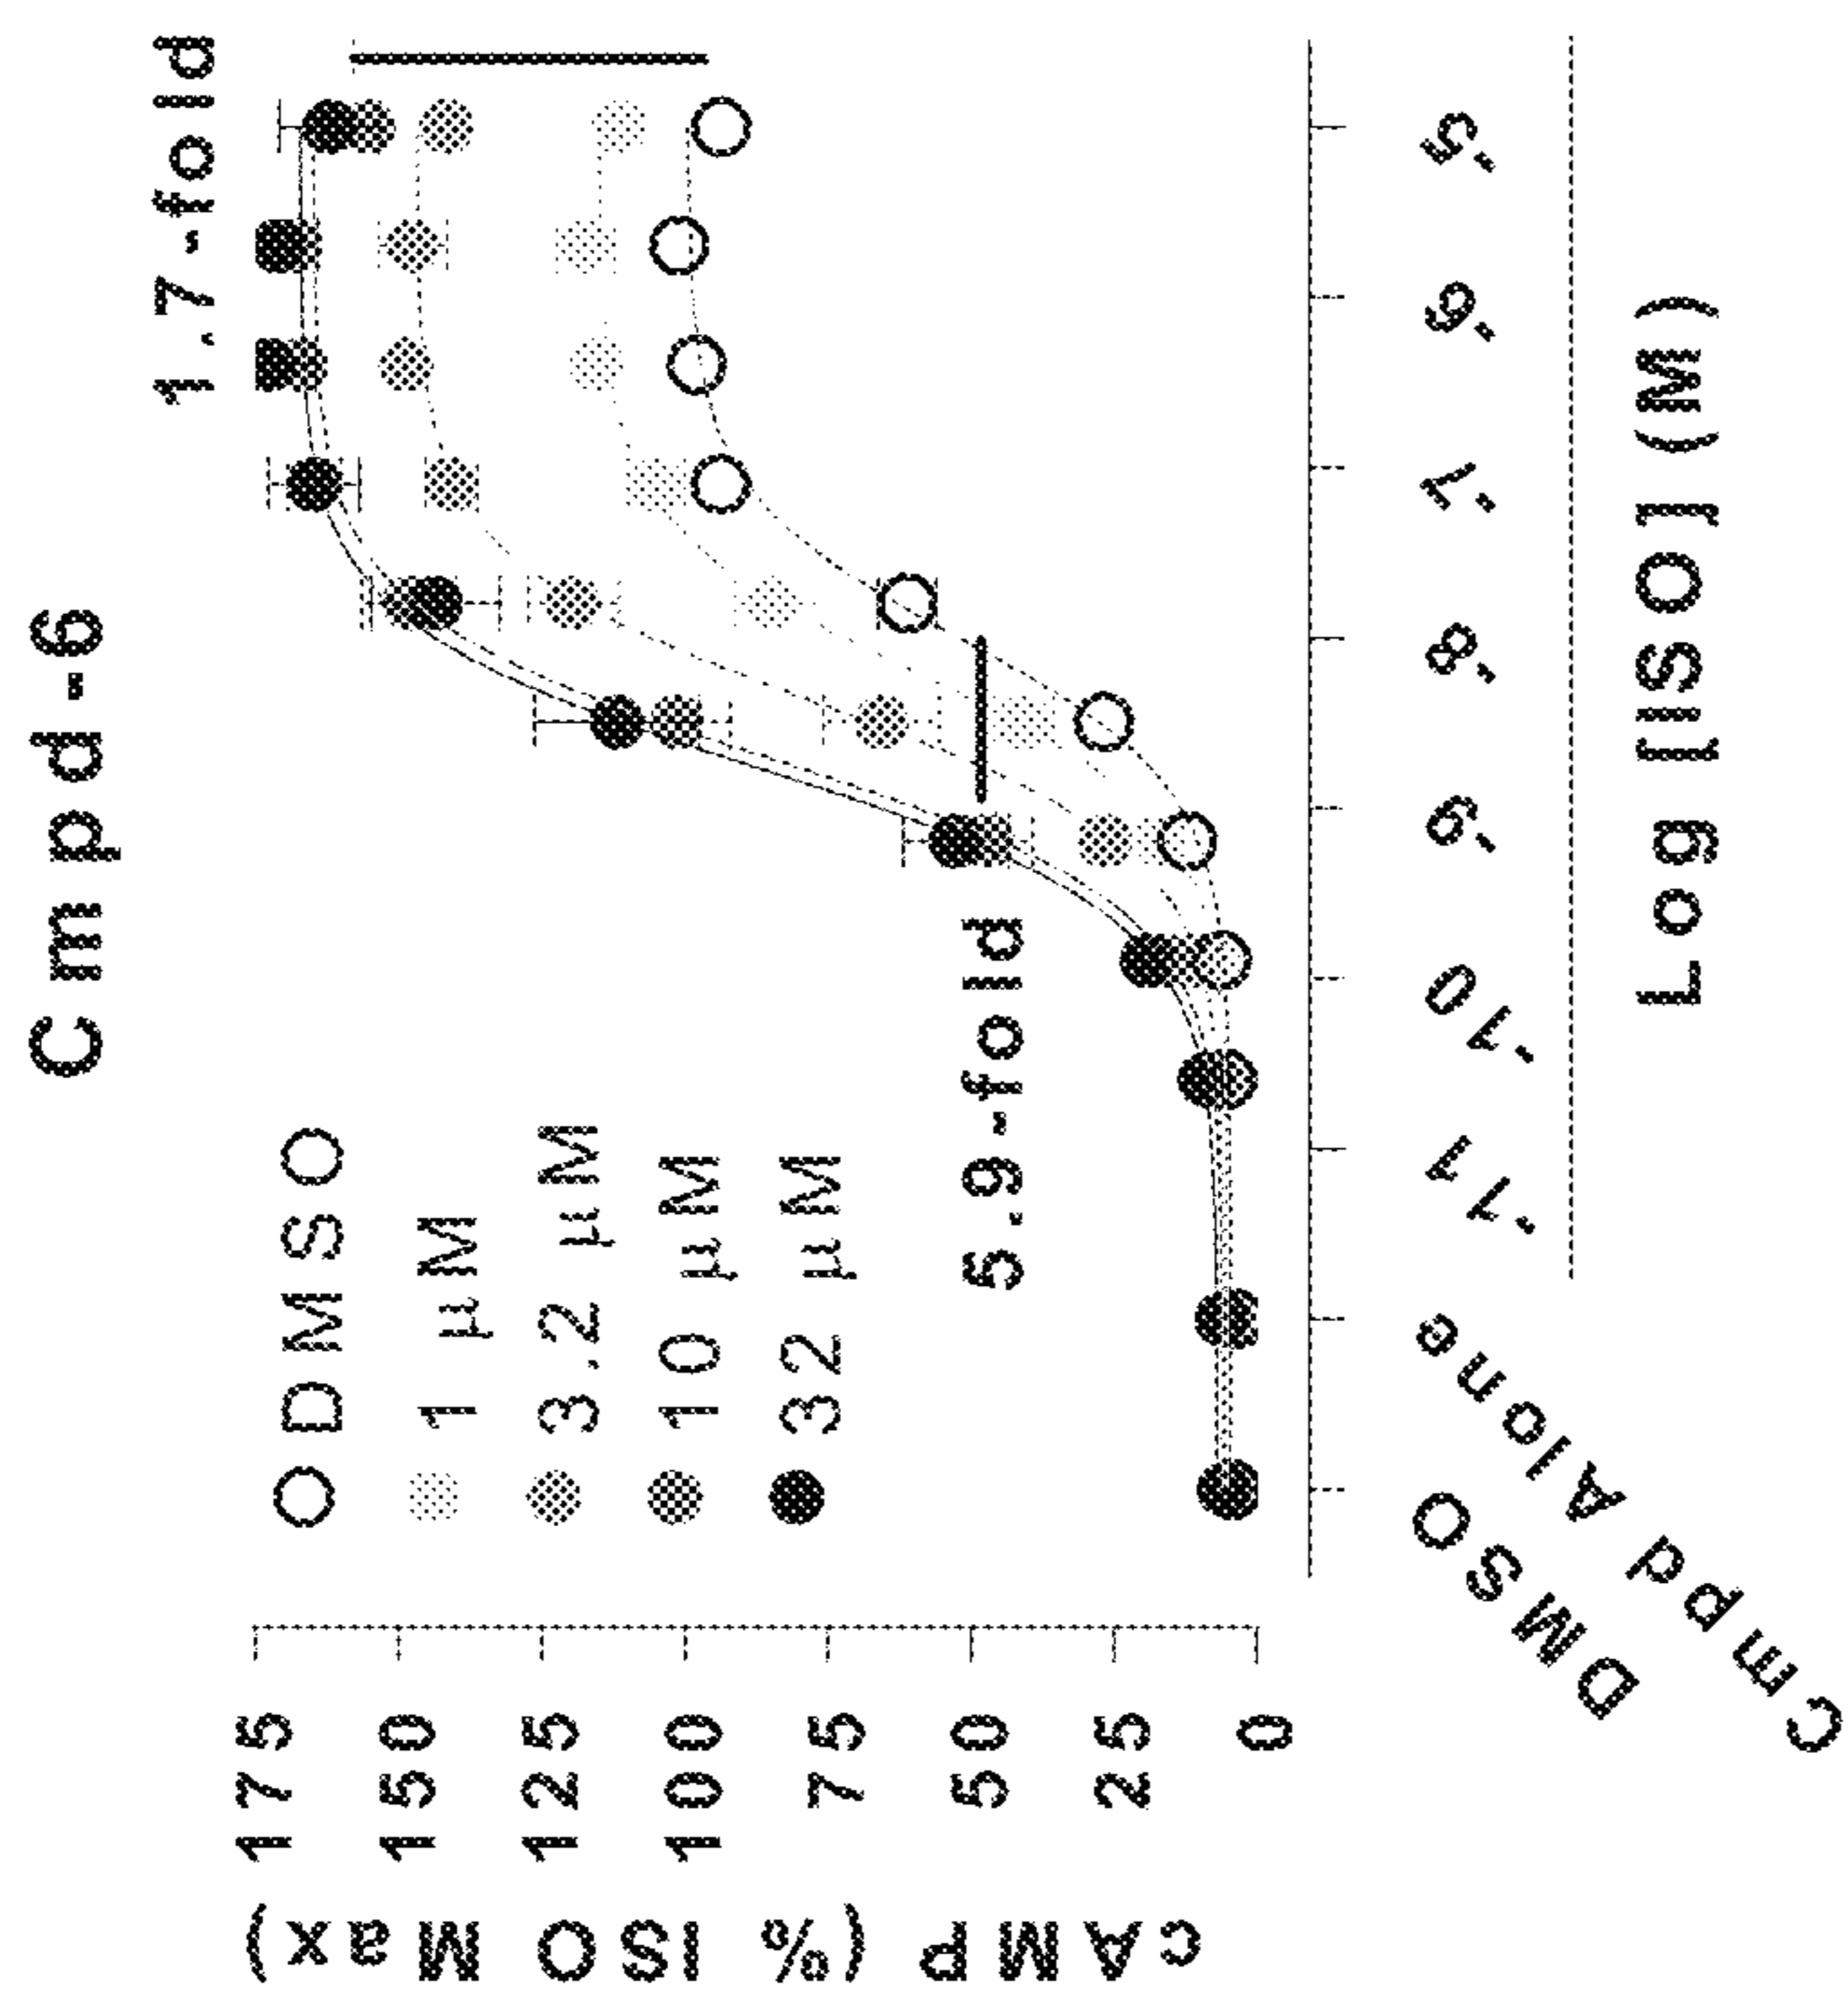 Cmpd-6
1.7-fold
DMSO
1 µM
3.2 µM
10 µM
32 µM
5.9-fold
cAMP (% ISO Max)
175
150
125
100
75
50
25
0
DMSO
Cmpd Alone
-11
-10
-9
-8
-7
-6
-5
Log [ISO] (M)